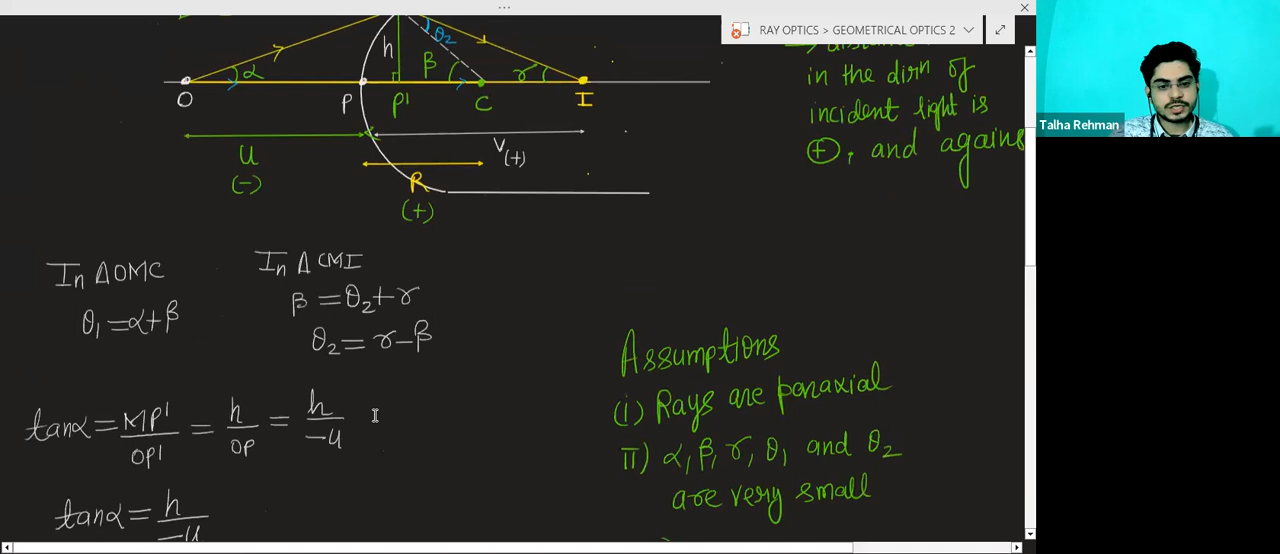 RAY OPTICS > GEOMETRICAL OPTICS 2
Talha Rehman
θ2
h
α
β
γ
O
P
P'
C
I
u
(-)
V(+)
R
(+)
→ distance
in the dirn of
incident light is
(+), and agains
In ΔOMC
θ1 = α+β
In ΔCMI
β = θ2+γ
θ2 = γ-β
tanα = MP'/OP' = h/OP = h/-u
tanα = h/-u
Assumptions
(i) Rays are paraxial
II) α, β, γ, θ1 and θ2
are very small